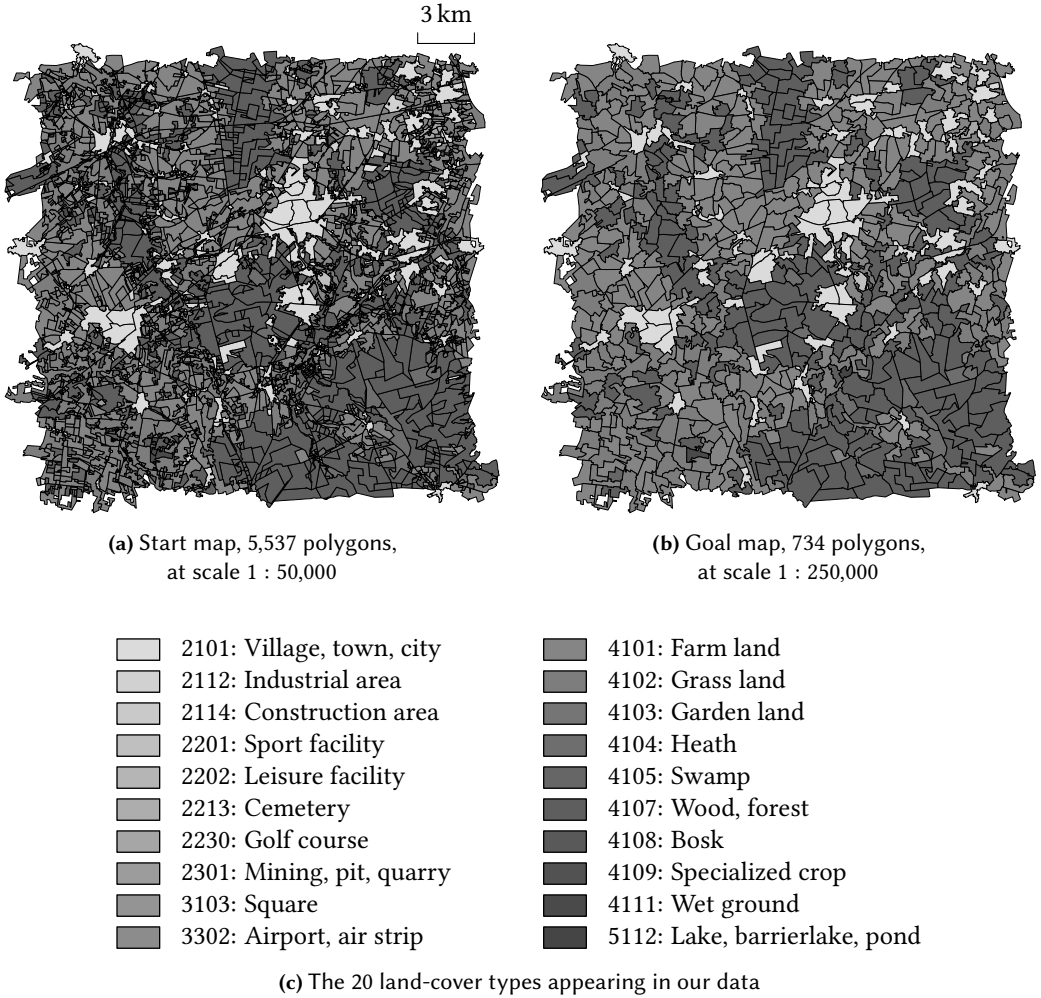 3 km
(a) Start map, 5,537 polygons,
at scale 1 : 50,000
(b) Goal map, 734 polygons,
at scale 1 : 250,000
2101: Village, town, city
2112: Industrial area
2114: Construction area
2201: Sport facility
2202: Leisure facility
2213: Cemetery
2230: Golf course
2301: Mining, pit, quarry
3103: Square
3302: Airport, air strip
4101: Farm land
4102: Grass land
4103: Garden land
4104: Heath
4105: Swamp
4107: Wood, forest
4108: Bosk
4109: Specialized crop
4111: Wet ground
5112: Lake, barrierlake, pond
(c) The 20 land-cover types appearing in our data